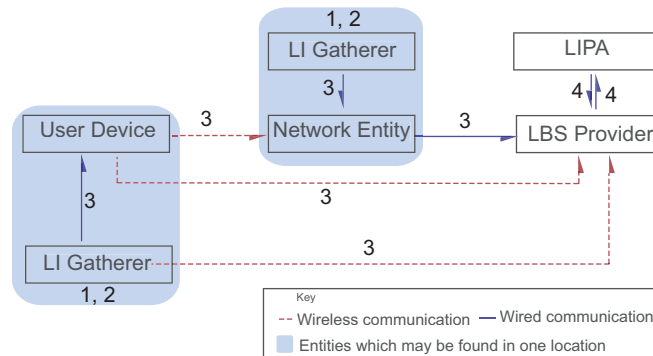 1, 2
LI Gatherer
LIPA
3
4
4
User Device
3
Network Entity
3
LBS Provider
3
3
LI Gatherer
3
1, 2
Key
Wireless communication
Wired communication
Entities which may be found in one location